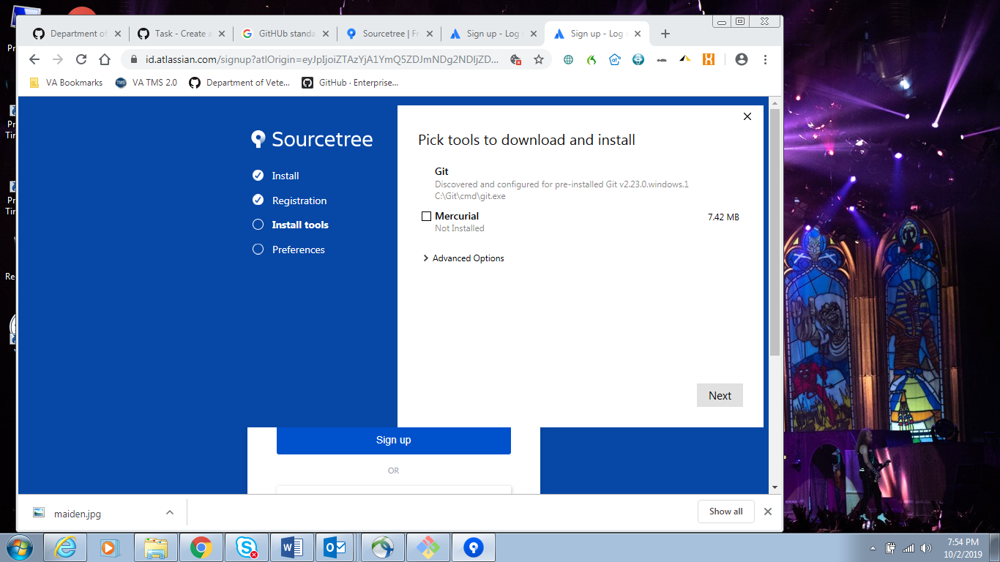 Department of
Task - Create a
GitHUb standa
Sourcetree | Fr
Sign up - Log i
Sign up - Log i
id.atlassian.com/signup?atlOrigin=eyJpIjoiZTAzYjA1YmQ5ZDJmNDg2NDljZD...
VA Bookmarks
VA TMS 2.0
Department of Vete...
GitHub · Enterprise...
Sourcetree
Install
Registration
Install tools
Preferences
Pick tools to download and install
Git
Discovered and configured for pre-installed Git v2.23.0.windows.1
C:\Git\cmd\git.exe
Mercurial
7.42 MB
Not Installed
Advanced Options
Next
Sign up
OR
Pr
Pr
Tir
Pr
Tir
Re
maiden.jpg
Show all
7:54 PM
10/2/2019